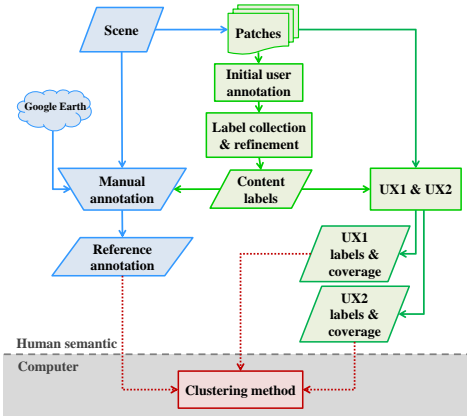 Scene
Patches
Initial user
annotation
Google Earth
Label collection
& refinement
Manual
annotation
Content
labels
UX1 & UX2
Reference
annotation
UX1
labels &
coverage
UX2
labels &
coverage
Human semantic
Computer
Clustering method